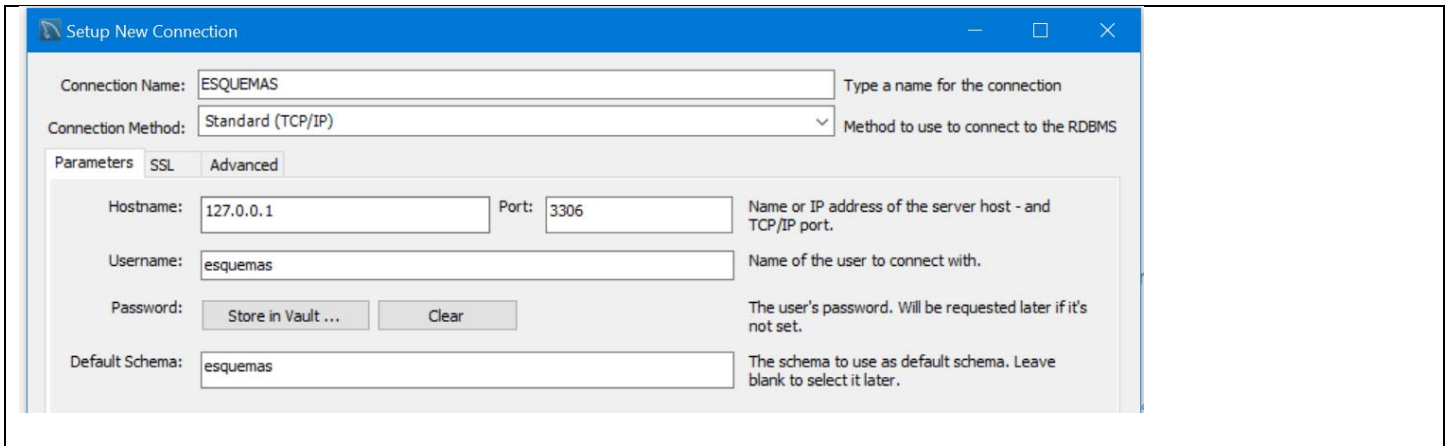 Setup New Connection
Connection Name: ESQUEMAS Type a name for the connection
Connection Method: Standard (TCP/IP) Method to use to connect to the RDBMS
Parameters SSL Advanced
Hostname: 127.0.0.1 Port: 3306 Name or IP address of the server host - and
TCP/IP port.
Username: esquemas Name of the user to connect with.
Password: Store in Vault ... Clear The user's password. Will be requested later if it's
not set.
Default Schema: esquemas The schema to use as default schema. Leave
blank to select it later.